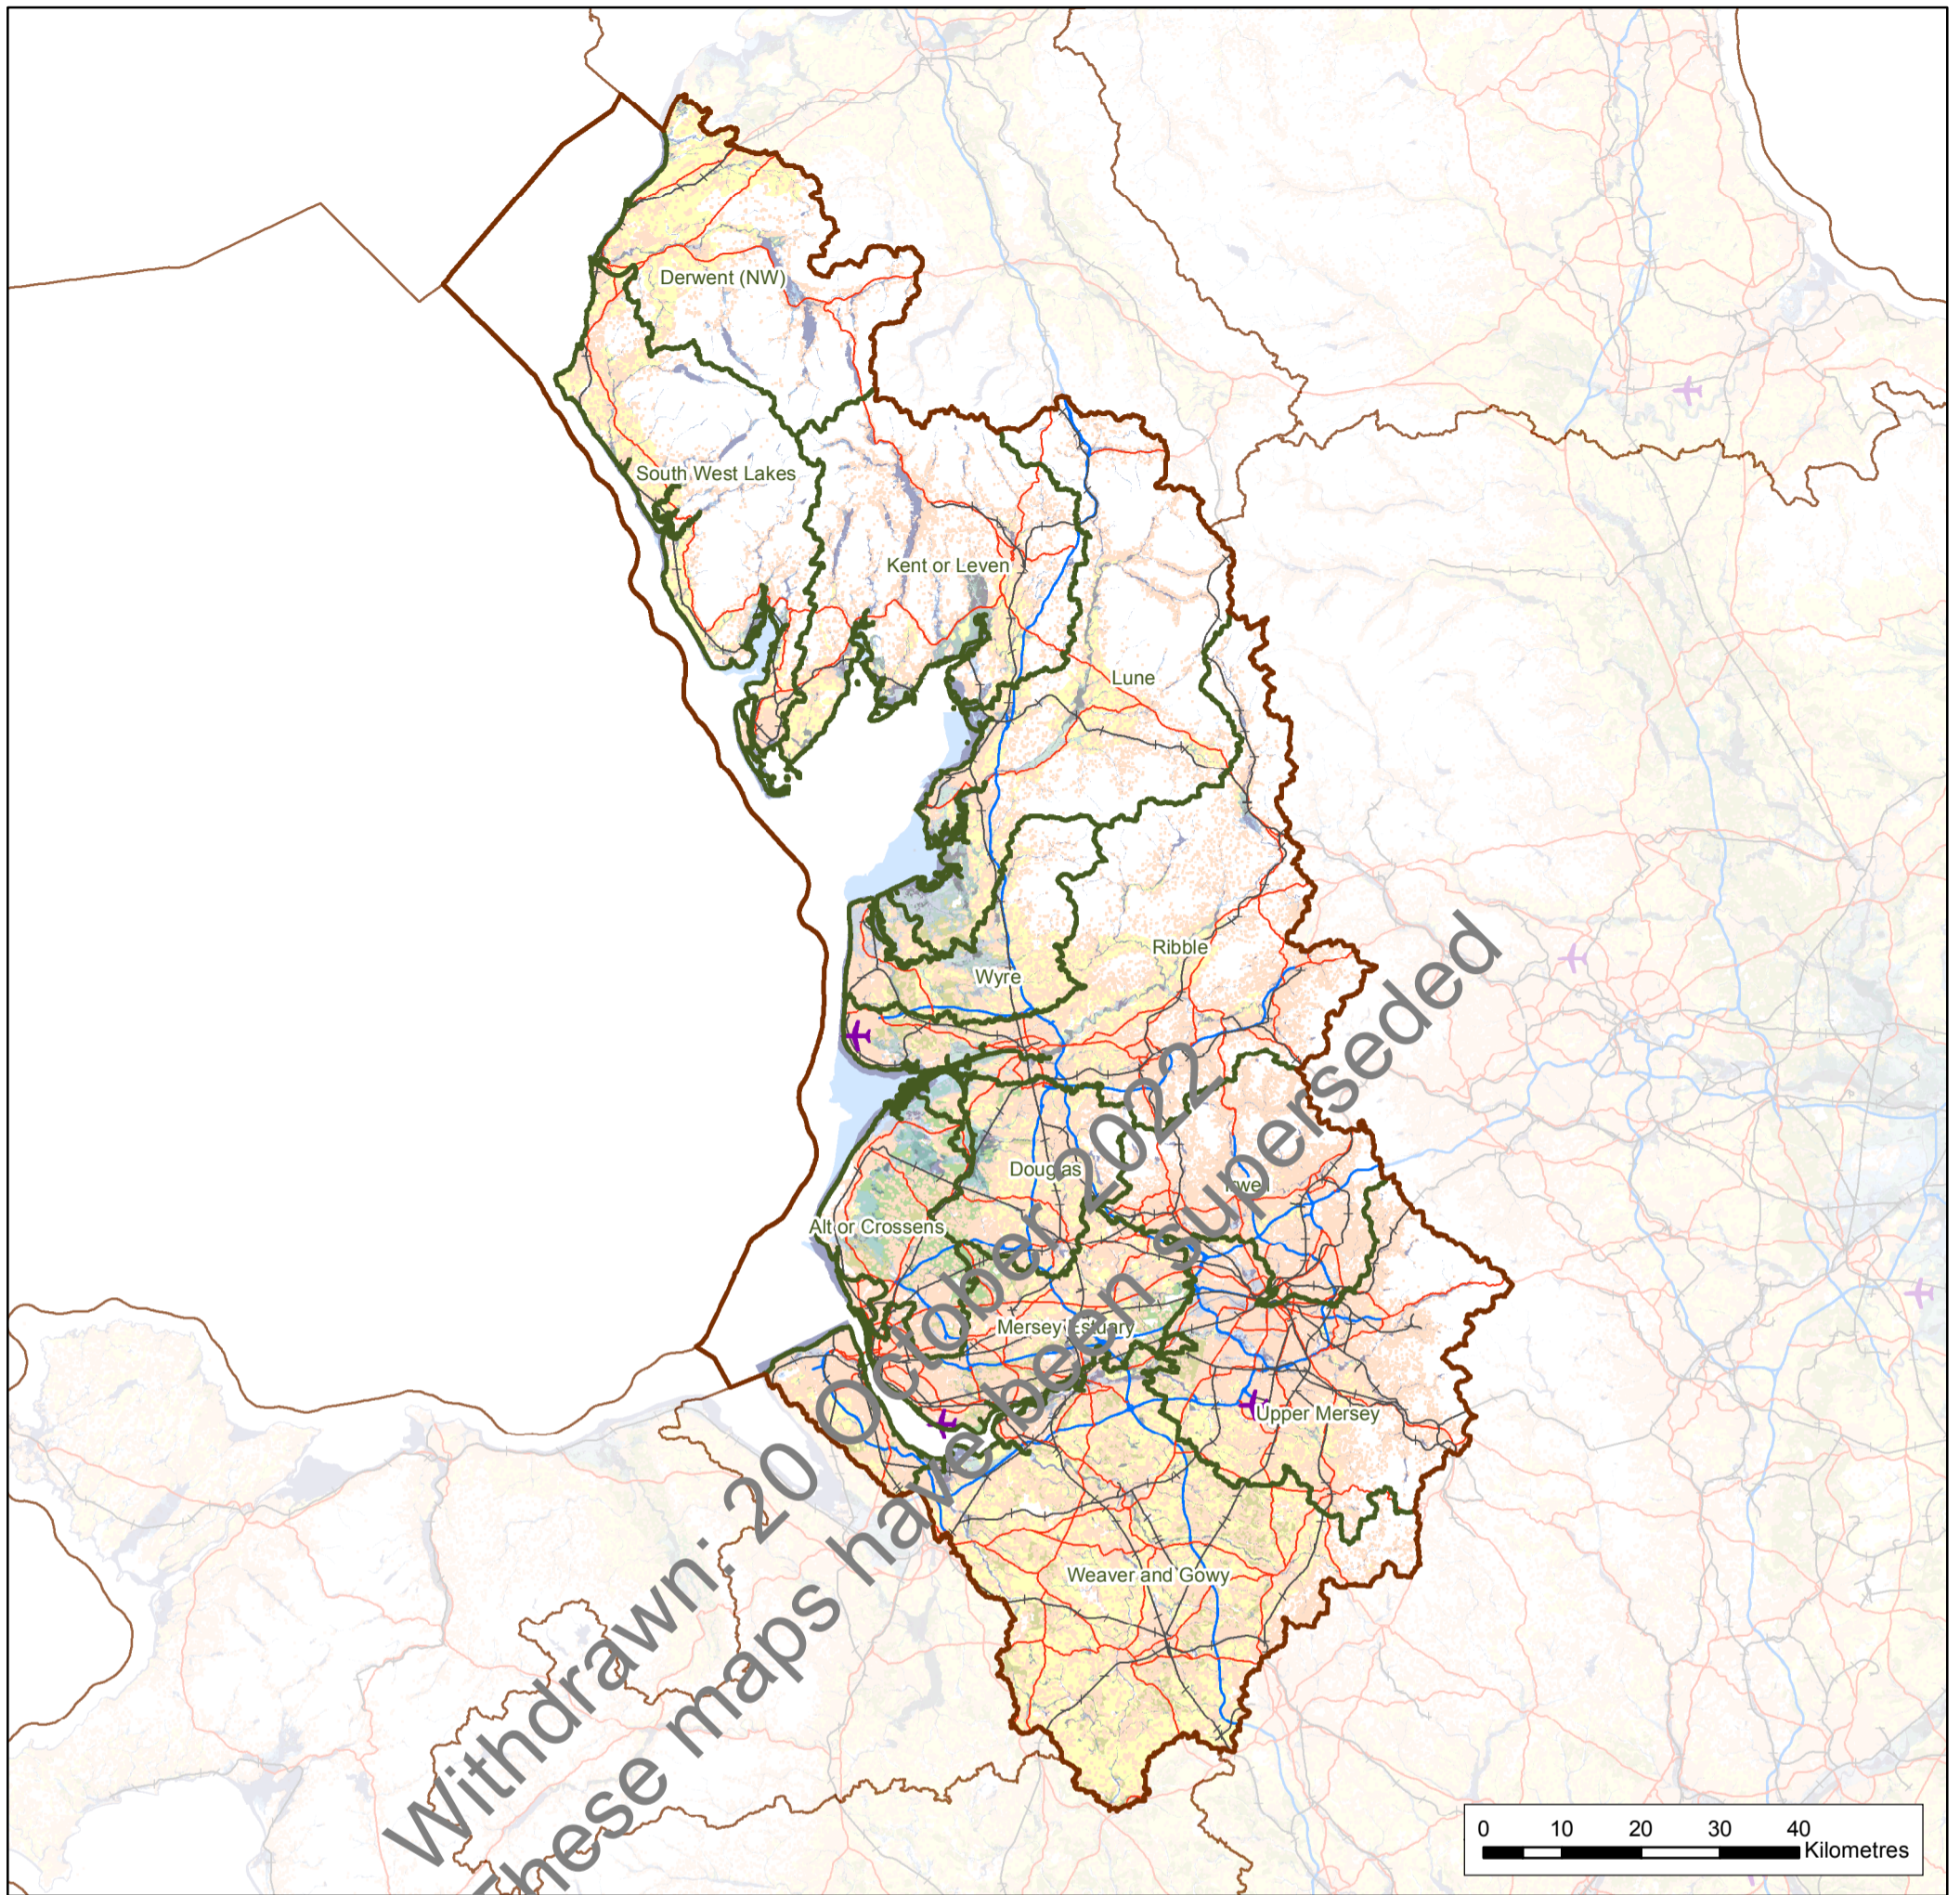 Derwent (NW)
South West Lakes
Kent or Leven
Lune
Ribble
Wyre
Douglas
Irwell
Alt or Crossens
Mersey Estuary
Upper Mersey
Weaver and Gowy
Withdrawn: 20 October 2022
These maps have been superseded
0 10 20 30 40
Kilometres